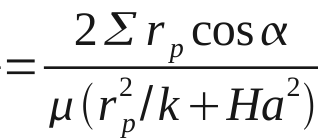 = 2 Σ r_p cos α / μ (r_p^2 / k + Ha^2)